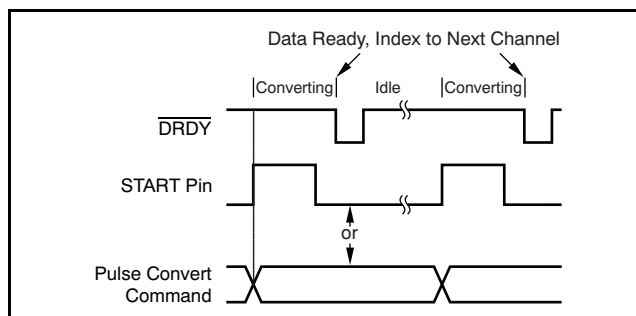 Data Ready, Index to Next Channel
Converting Idle Converting
DRDY
START Pin
or
Pulse Convert
Command